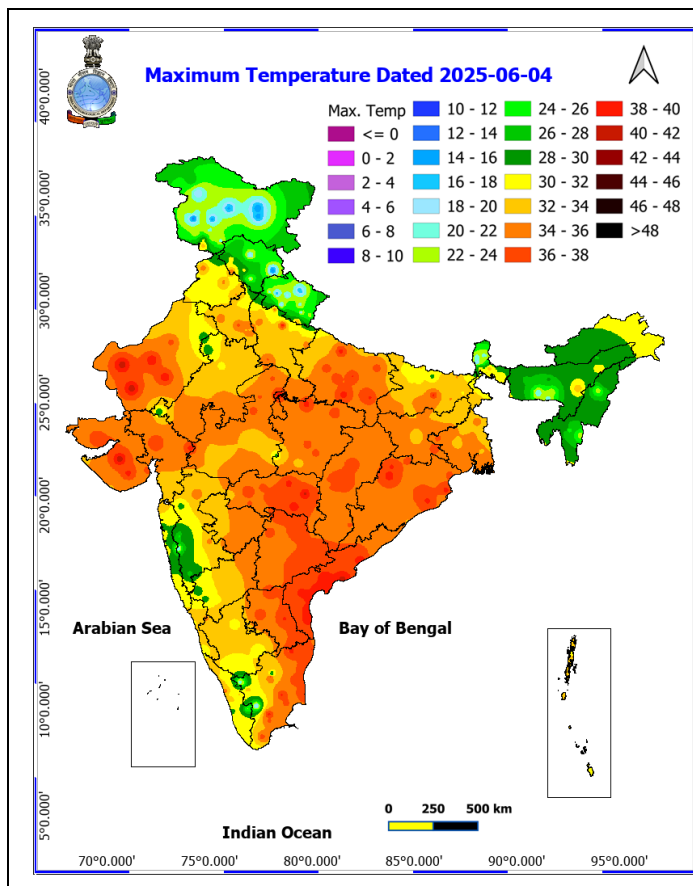 Maximum Temperature Dated 2025-06-04
Max. Temp
<= 0
0 - 2
2 - 4
4 - 6
6 - 8
8 - 10
10 - 12
12 - 14
14 - 16
16 - 18
18 - 20
20 - 22
22 - 24
24 - 26
26 - 28
28 - 30
30 - 32
32 - 34
34 - 36
36 - 38
38 - 40
40 - 42
42 - 44
44 - 46
46 - 48
>48
40°0.000'
35°0.000'
30°0.000'
25°0.000'
20°0.000'
15°0.000'
10°0.000'
5°0.000'
Arabian Sea
Bay of Bengal
0 250 500 km
Indian Ocean
70°0.000' 75°0.000' 80°0.000' 85°0.000' 90°0.000' 95°0.000'